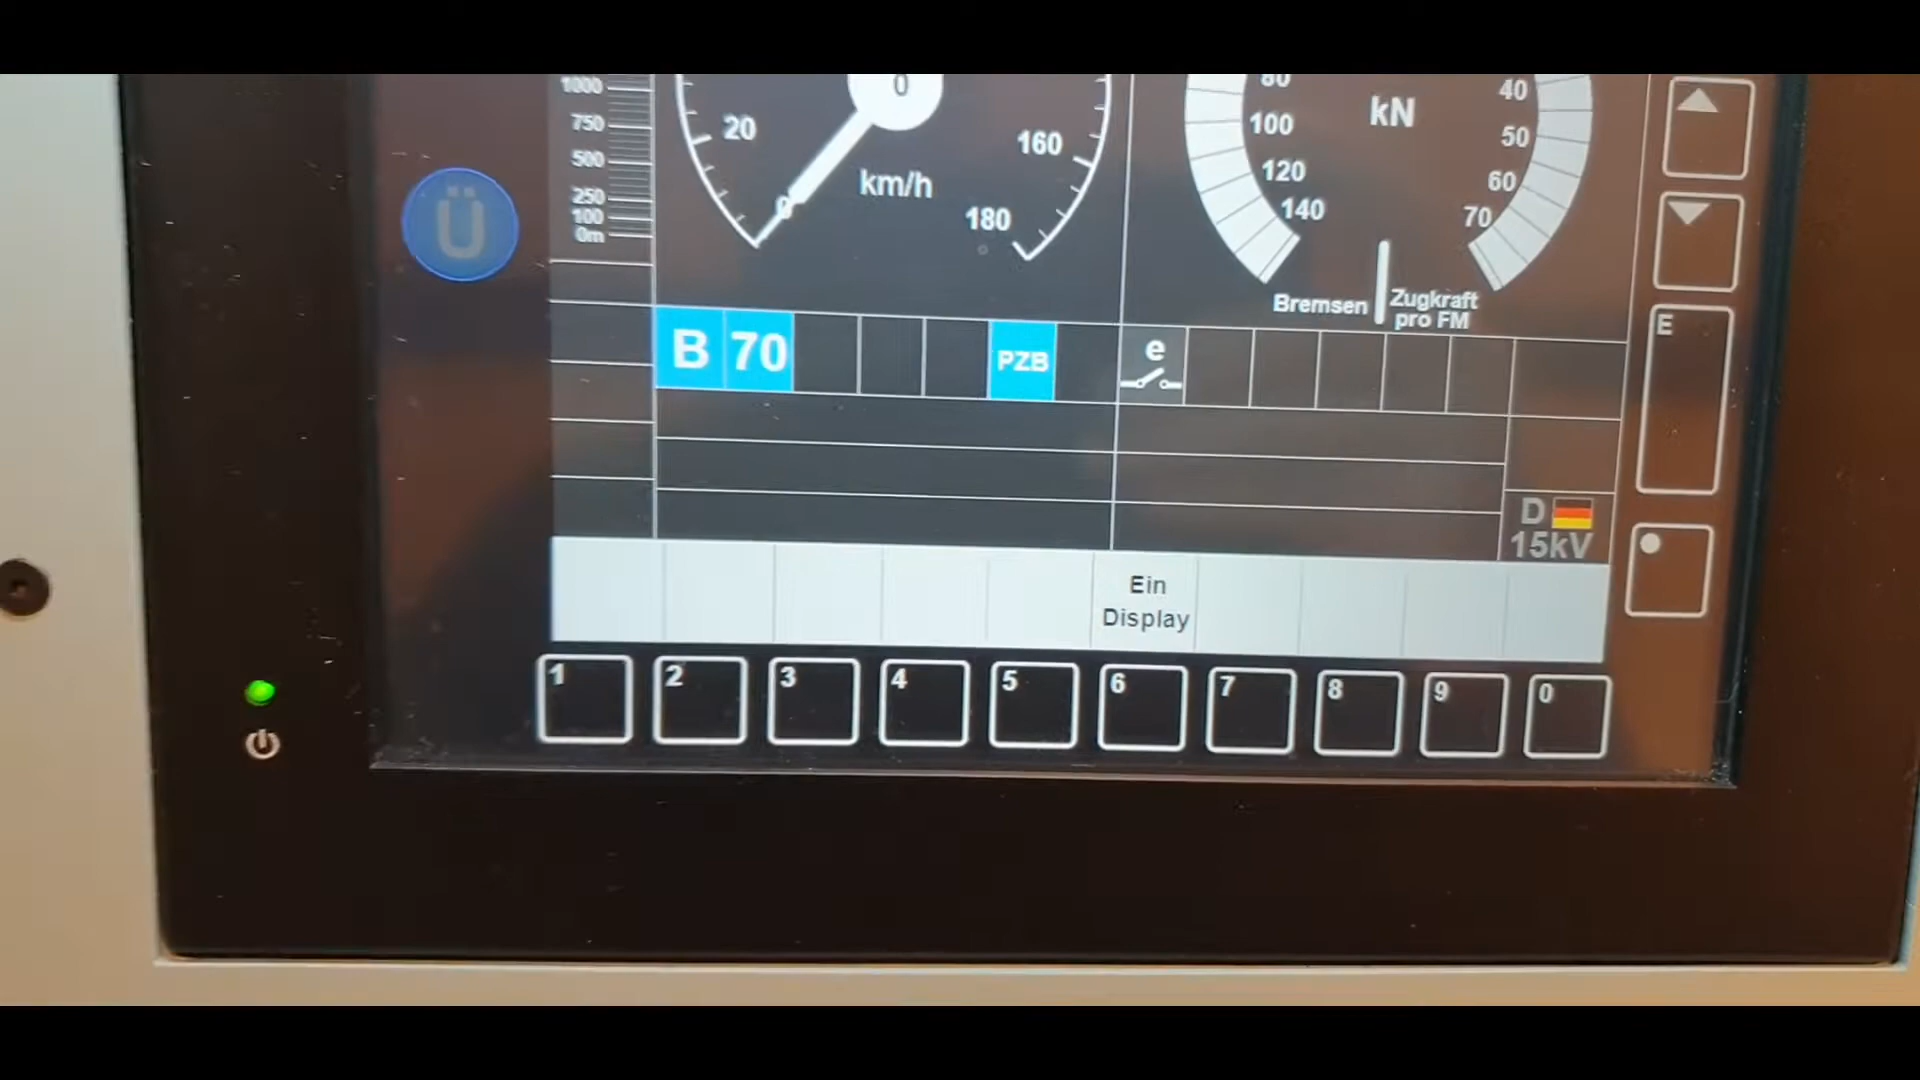 1000
750
500
250
100
0m
Ü
0
20
0
km/h
160
180
80
100
120
140
kN
40
50
60
70
Bremsen
Zugkraft
pro FM
E
B 70
PZB
e
D
15kV
Ein
Display
1 2 3 4 5 6 7 8 9 0